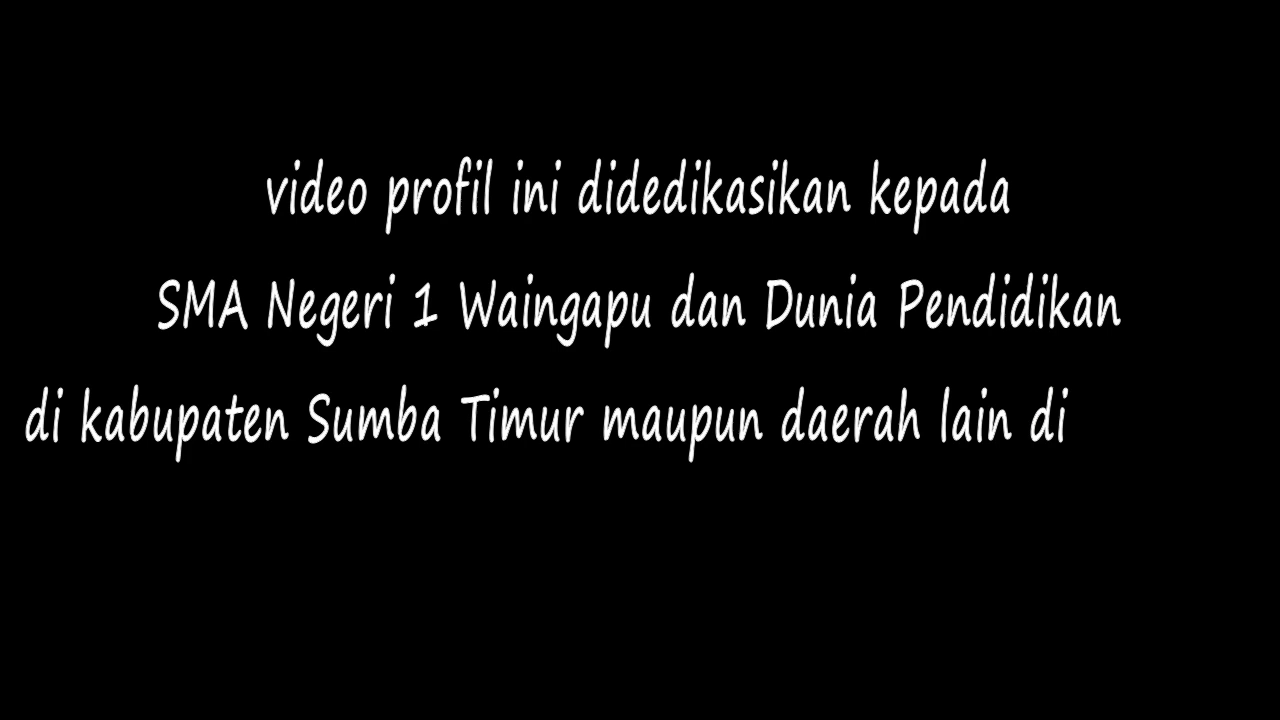 video profil ini didedikasikan kepada
SMA Negeri 1 Waingapu dan Dunia Pendidikan
di kabupaten Sumba Timur maupun daerah lain di